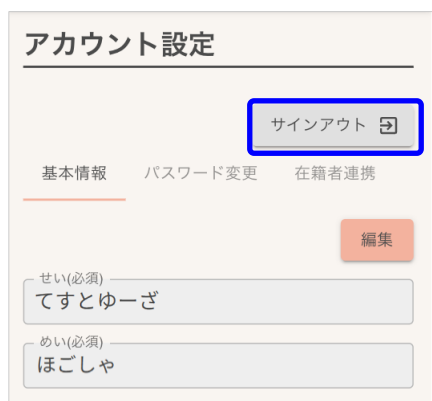 アカウント設定
サインアウト
基本情報 パスワード変更 在籍者連携
編集
せい(必須)
てすとゆーざ
めい(必須)
ほごしゃ